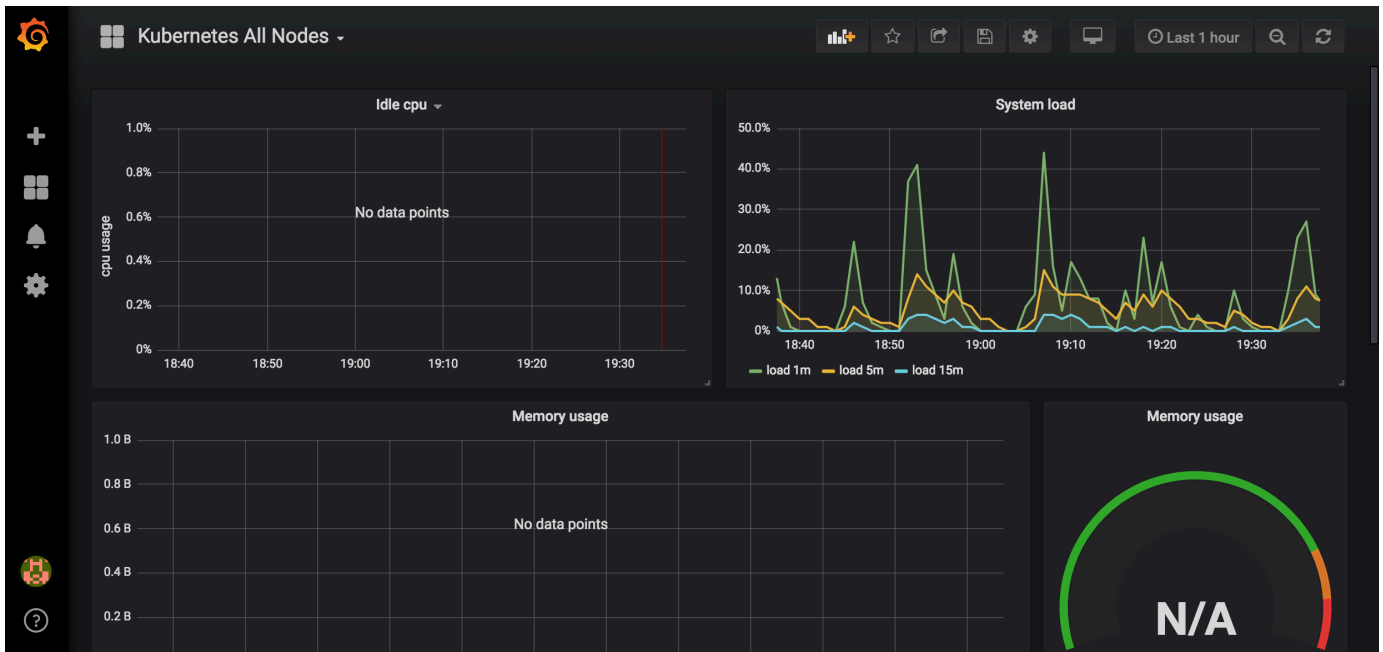 Kubernetes All Nodes
Last 1 hour
Idle cpu
1.0%
0.8%
0.6%
0.4%
0.2%
0%
cpu usage
No data points
18:40 18:50 19:00 19:10 19:20 19:30
System load
50.0%
40.0%
30.0%
20.0%
10.0%
0%
18:40 18:50 19:00 19:10 19:20 19:30
load 1m load 5m load 15m
Memory usage
1.0 B
0.8 B
0.6 B
0.4 B
0.2 B
No data points
Memory usage
N/A
?